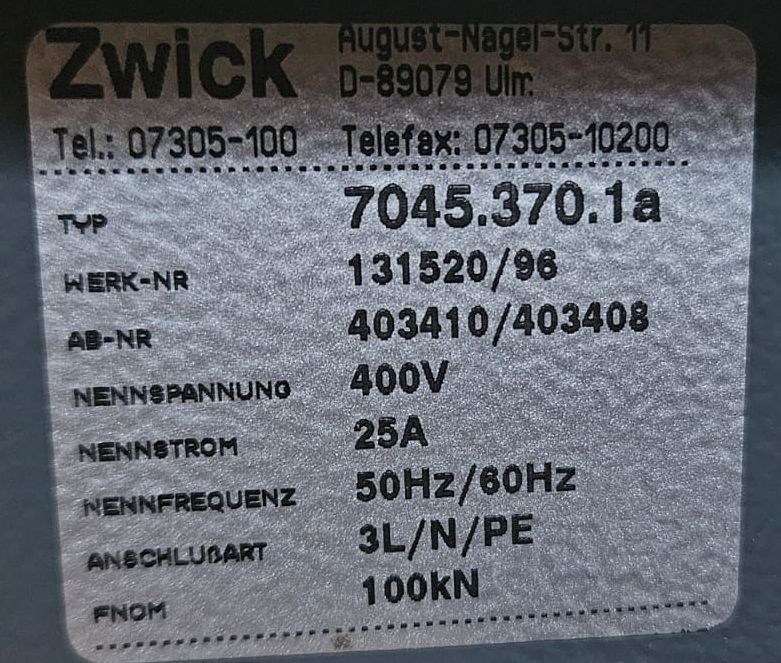 Zwick August-Nagel-Str. 11
D-89079 Ulm
Tel.: 07305-100 Telefax: 07305-10200
TYP 7045.370.1a
WERK-NR 131520/96
AB-NR 403410/403408
NENNSPANNUNG 400V
NENNSTROM 25A
NENNFREQUENZ 50Hz/60Hz
ANSCHLUßART 3L/N/PE
FNOM 100kN